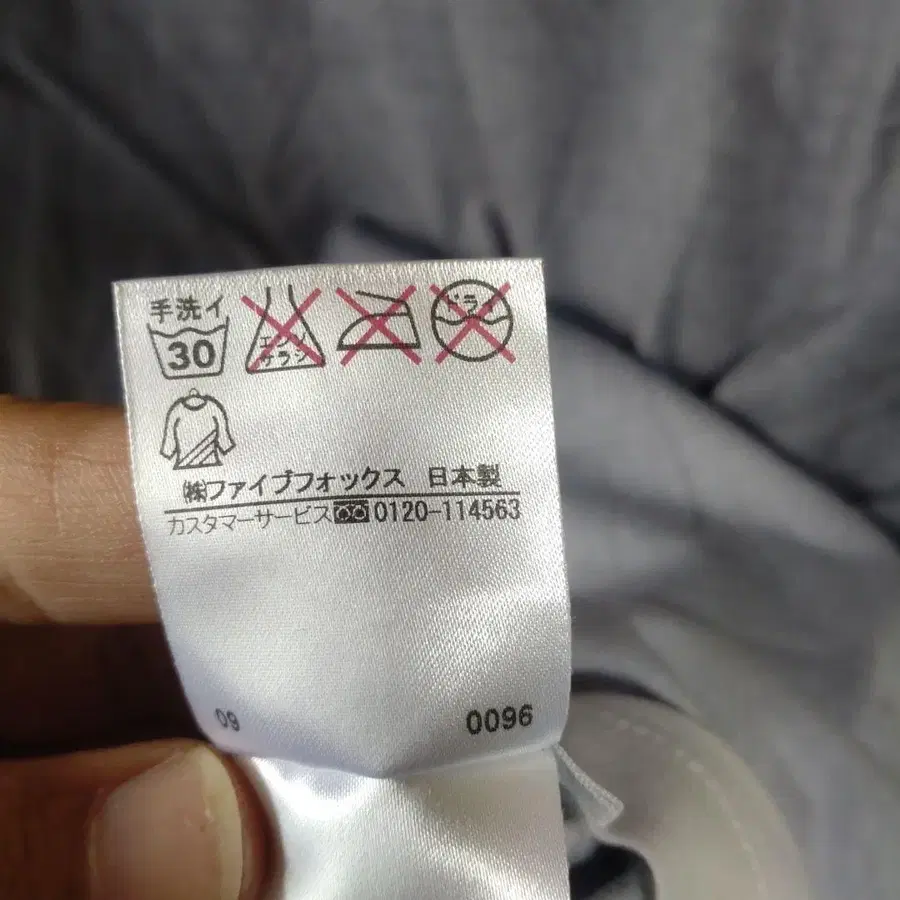 手洗イ
30
エンソ
サラシ
ドライ
㈱ファイブフォックス 日本製
カスタマーサービス 0120-114563
09 0096